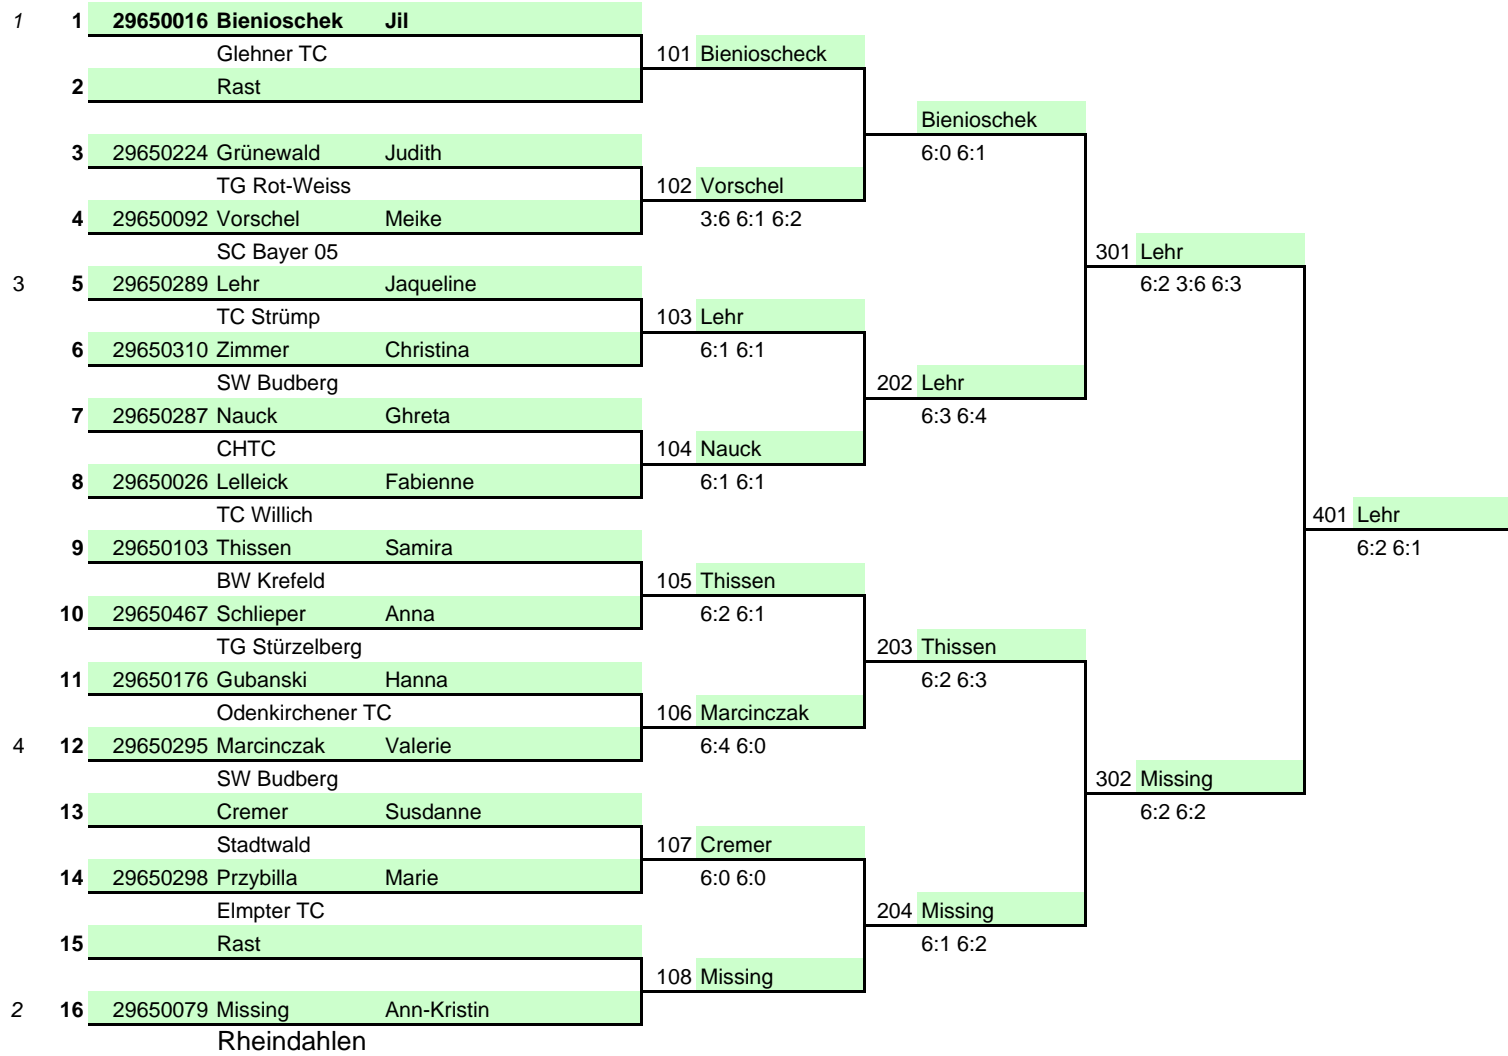 1 1 29650016 Bienioschek Jil
Glehner TC 101 Bienioscheck
2 Rast
Bienioschek
3 29650224 Grünewald Judith 6:0 6:1
TG Rot-Weiss 102 Vorschel
4 29650092 Vorschel Meike 3:6 6:1 6:2
SC Bayer 05 301 Lehr
3 5 29650289 Lehr Jaqueline 6:2 3:6 6:3
TC Strümp 103 Lehr
6 29650310 Zimmer Christina 6:1 6:1
SW Budberg 202 Lehr
7 29650287 Nauck Ghreta 6:3 6:4
CHTC 104 Nauck
8 29650026 Lelleick Fabienne 6:1 6:1
TC Willich 401 Lehr
9 29650103 Thissen Samira 6:2 6:1
BW Krefeld 105 Thissen
10 29650467 Schlieper Anna 6:2 6:1
TG Stürzelberg 203 Thissen
11 29650176 Gubanski Hanna 6:2 6:3
Odenkirchener TC 106 Marcinczak
4 12 29650295 Marcinczak Valerie 6:4 6:0
SW Budberg 302 Missing
13 Cremer Susdanne 6:2 6:2
Stadtwald 107 Cremer
14 29650298 Przybilla Marie 6:0 6:0
Elmpter TC 204 Missing
15 Rast 6:1 6:2
108 Missing
2 16 29650079 Missing Ann-Kristin
Rheindahlen